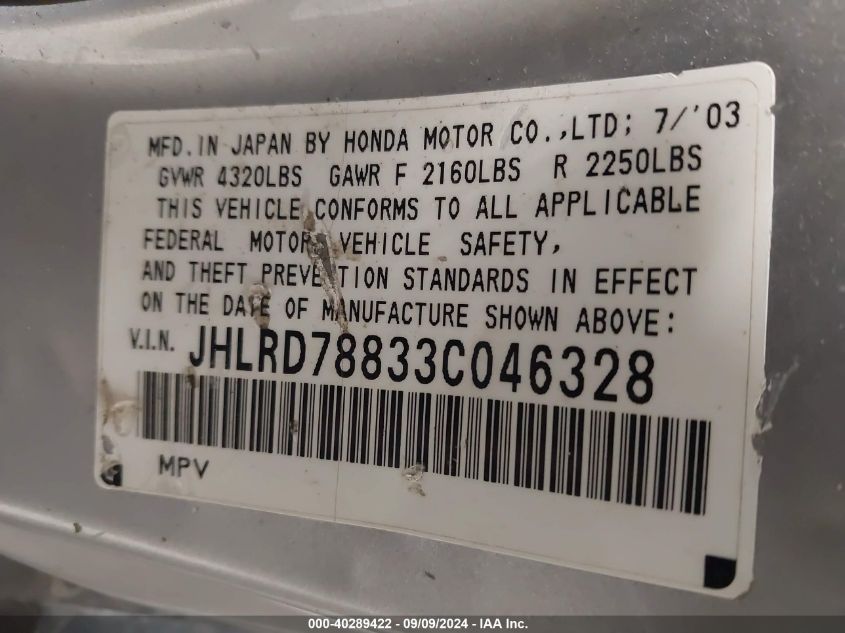 MFD.IN JAPAN BY HONDA MOTOR CO.,LTD; 7/'03
GVWR 4320LBS GAWR F 2160LBS R 2250LBS
THIS VEHICLE CONFORMS TO ALL APPLICABLE
FEDERAL MOTOR VEHICLE SAFETY,
AND THEFT PREVENTION STANDARDS IN EFFECT
ON THE DATE OF MANUFACTURE SHOWN ABOVE:
V.I.N. JHLRD78833C046328
MPV
000-40289422 - 09/09/2024 - IAA Inc.